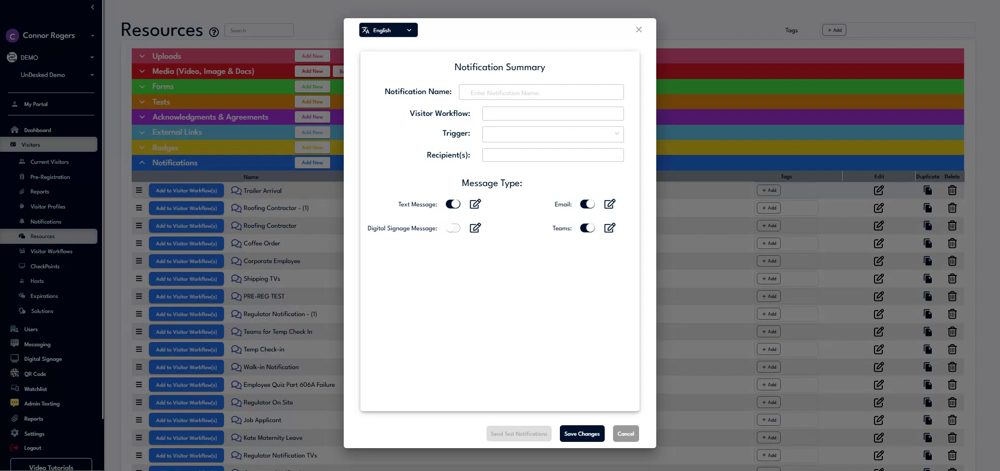 Connor Rogers
DEMO
UnDesked Demo
My Portal
Dashboard
Visitors
Current Visitors
Pre-Registration
Reports
Visitor Profiles
Notifications
Resources
Visitor Workflows
CheckPoints
Hosts
Expirations
Solutions
Users
Messaging
Digital Signage
QR Code
Watchlist
Admin Texting
Reports
Settings
Logout
Video Tutorials
Resources ?
Search
Tags
+ Add
Uploads Add New
Media (Video, Image & Docs) Add New
Forms Add New
Tests Add New
Acknowledgments & Agreements Add New
External Links Add New
Badges Add New
Notifications Add New
Name Tags Edit Duplicate Delete
Add to Visitor Workflow(s) Trailer Arrival + Add
Add to Visitor Workflow(s) Roofing Contractor - (1) + Add
Add to Visitor Workflow(s) Roofing Contractor + Add
Add to Visitor Workflow(s) Coffee Order + Add
Add to Visitor Workflow(s) Corporate Employee + Add
Add to Visitor Workflow(s) Shipping TVs + Add
Add to Visitor Workflow(s) PRE-REG TEST + Add
Add to Visitor Workflow(s) Regulator Notification - (1) + Add
Add to Visitor Workflow(s) Teams for Temp Check In + Add
Add to Visitor Workflow(s) Temp Check-in + Add
Add to Visitor Workflow(s) Walk-in Notification + Add
Add to Visitor Workflow(s) Employee Quiz Part 606A Failure + Add
Add to Visitor Workflow(s) Regulator On Site + Add
Add to Visitor Workflow(s) Job Applicant + Add
Add to Visitor Workflow(s) Kate Maternity Leave + Add
Add to Visitor Workflow(s) Regulator Notification TVs + Add
English
Notification Summary
Notification Name: Enter Notification Name:
Visitor Workflow:
Trigger:
Recipient(s):
Message Type:
Text Message: Email:
Digital Signage Message: Teams:
Send Test Notifications Save Changes Cancel